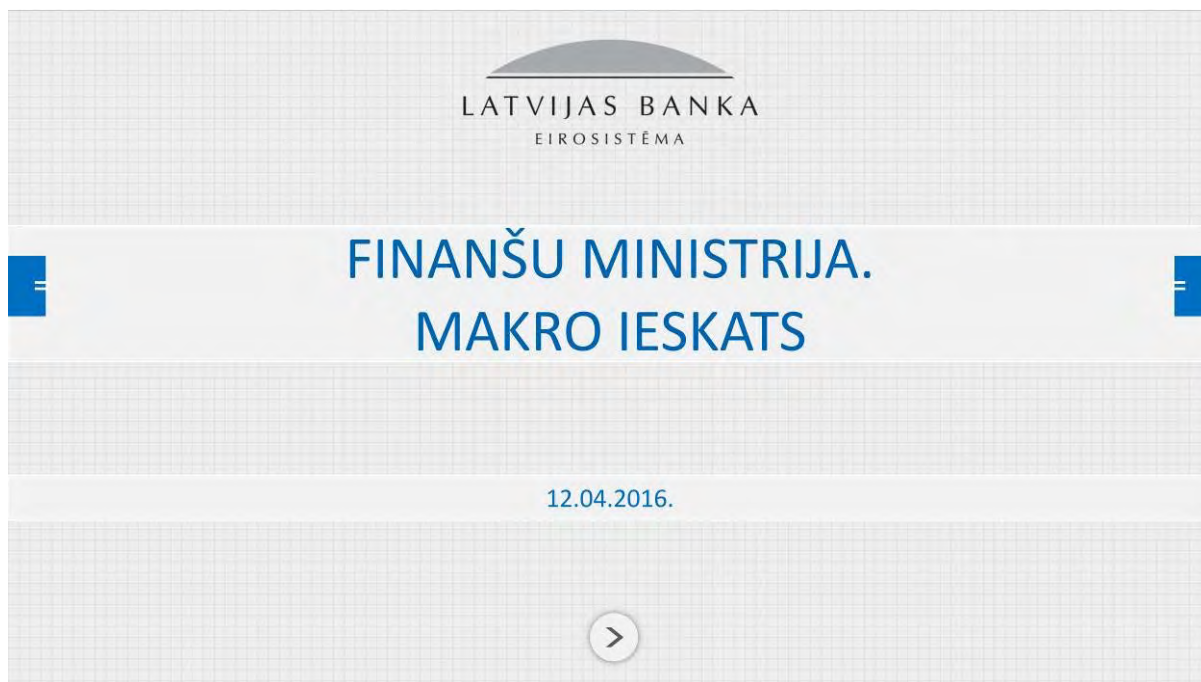 LATVIJAS BANKA
EIROSISTĒMA
FINANŠU MINISTRIJA.
MAKRO IESKATS
12.04.2016.